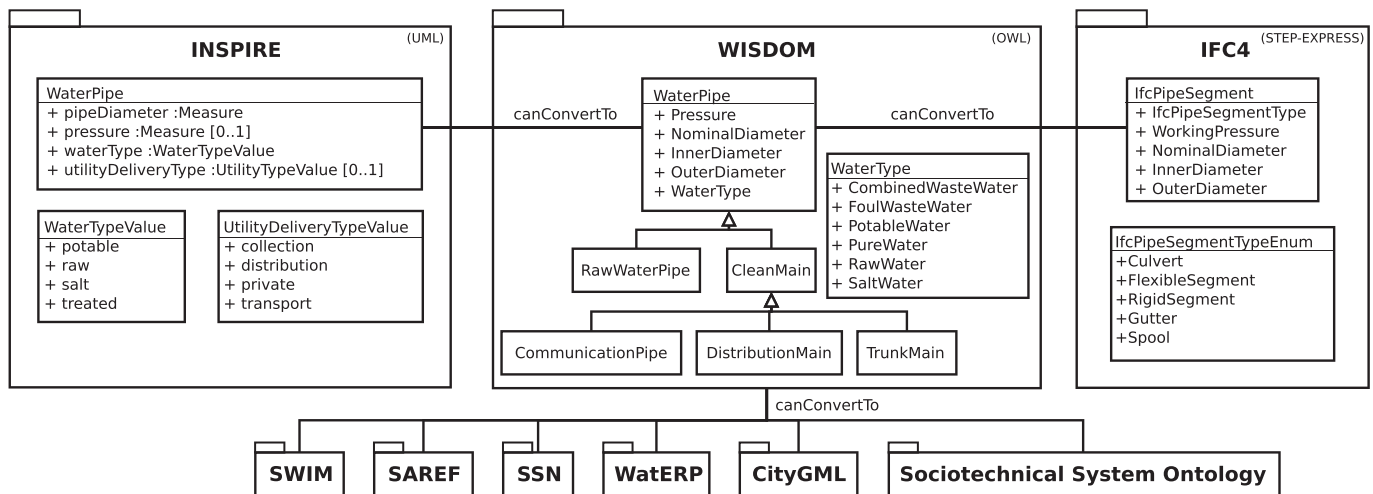 INSPIRE
(UML)
WaterPipe
+ pipeDiameter :Measure
+ pressure :Measure [0..1]
+ waterType :WaterTypeValue
+ utilityDeliveryType :UtilityTypeValue [0..1]
WaterTypeValue
+ potable
+ raw
+ salt
+ treated
UtilityDeliveryTypeValue
+ collection
+ distribution
+ private
+ transport
canConvertTo
WISDOM
(OWL)
WaterPipe
+ Pressure
+ NominalDiameter
+ InnerDiameter
+ OuterDiameter
+ WaterType
WaterType
+ CombinedWasteWater
+ FoulWasteWater
+ PotableWater
+ PureWater
+ RawWater
+ SaltWater
RawWaterPipe
CleanMain
CommunicationPipe
DistributionMain
TrunkMain
canConvertTo
IFC4
(STEP-EXPRESS)
IfcPipeSegment
+ IfcPipeSegmentType
+ WorkingPressure
+ NominalDiameter
+ InnerDiameter
+ OuterDiameter
IfcPipeSegmentTypeEnum
+Culvert
+FlexibleSegment
+RigidSegment
+Gutter
+Spool
canConvertTo
SWIM
SAREF
SSN
WatERP
CityGML
Sociotechnical System Ontology